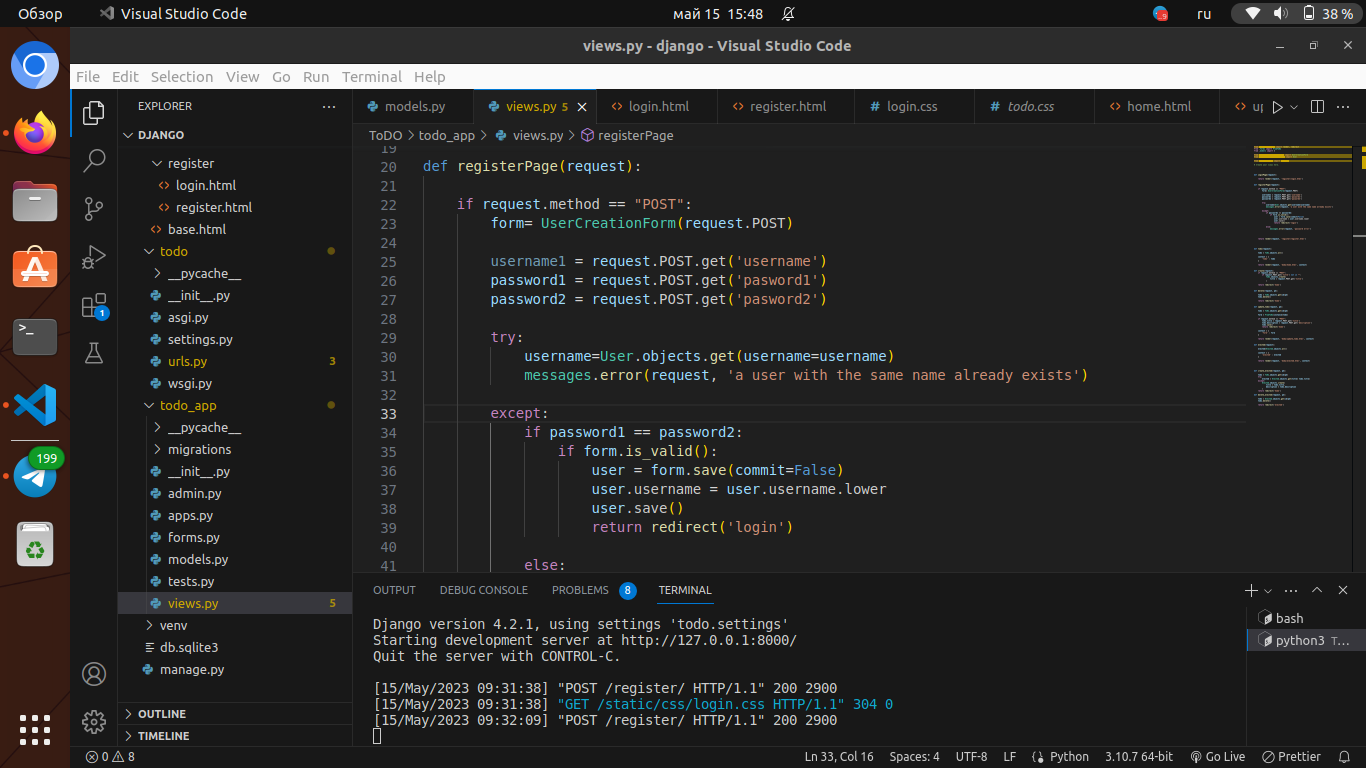 Обзор
Visual Studio Code
май 15 15:48
ru
38 %
views.py - django - Visual Studio Code
File Edit Selection View Go Run Terminal Help
EXPLORER
DJANGO
register
login.html
register.html
base.html
todo
__pycache__
__init__.py
asgi.py
settings.py
urls.py 3
wsgi.py
todo_app
__pycache__
migrations
__init__.py
admin.py
apps.py
forms.py
models.py
tests.py
views.py 5
venv
db.sqlite3
manage.py
OUTLINE
TIMELINE
1
199
models.py
views.py 5
login.html
register.html
login.css
todo.css
home.html
up
ToDO > todo_app > views.py > registerPage
19
20 def registerPage(request):
21
22 if request.method == "POST":
23 form= UserCreationForm(request.POST)
24
25 username1 = request.POST.get('username')
26 password1 = request.POST.get('pasword1')
27 password2 = request.POST.get('pasword2')
28
29 try:
30 username=User.objects.get(username=username)
31 messages.error(request, 'a user with the same name already exists')
32
33 except:
34 if password1 == password2:
35 if form.is_valid():
36 user = form.save(commit=False)
37 user.username = user.username.lower
38 user.save()
39 return redirect('login')
40
41 else:
OUTPUT DEBUG CONSOLE PROBLEMS 8 TERMINAL
Django version 4.2.1, using settings 'todo.settings'
Starting development server at http://127.0.0.1:8000/
Quit the server with CONTROL-C.
[15/May/2023 09:31:38] "POST /register/ HTTP/1.1" 200 2900
[15/May/2023 09:31:38] "GET /static/css/login.css HTTP/1.1" 304 0
[15/May/2023 09:32:09] "POST /register/ HTTP/1.1" 200 2900
bash
python3 T...
0 8
Ln 33, Col 16
Spaces: 4
UTF-8
LF
Python
3.10.7 64-bit
Go Live
Prettier